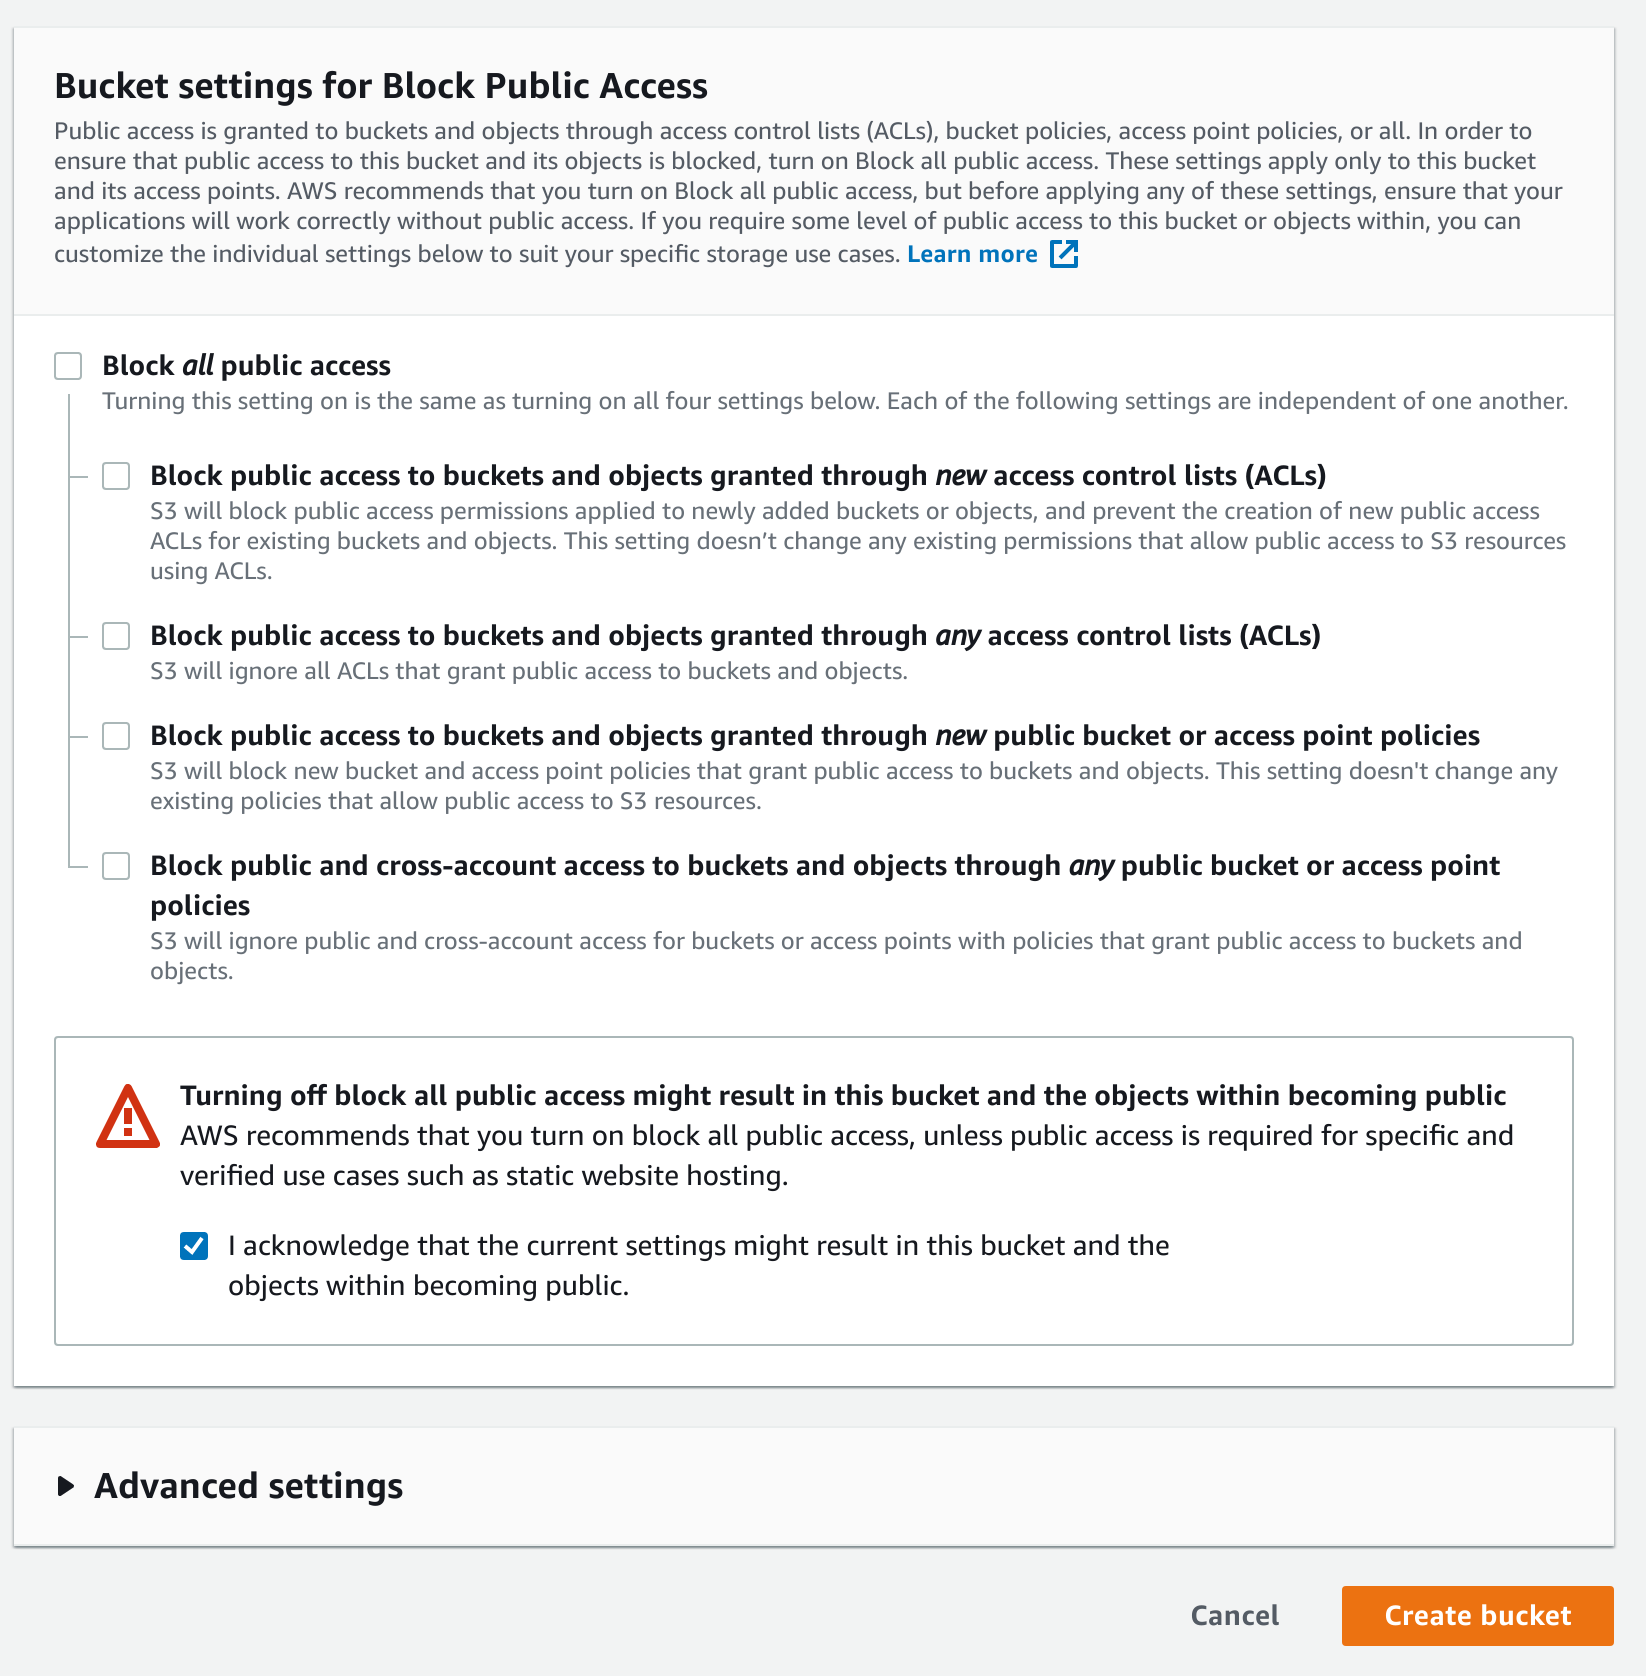 Bucket settings for Block Public Access
Public access is granted to buckets and objects through access control lists (ACLs), bucket policies, access point policies, or all. In order to
ensure that public access to this bucket and its objects is blocked, turn on Block all public access. These settings apply only to this bucket
and its access points. AWS recommends that you turn on Block all public access, but before applying any of these settings, ensure that your
applications will work correctly without public access. If you require some level of public access to this bucket or objects within, you can
customize the individual settings below to suit your specific storage use cases. Learn more
Block all public access
Turning this setting on is the same as turning on all four settings below. Each of the following settings are independent of one another.
Block public access to buckets and objects granted through new access control lists (ACLs)
S3 will block public access permissions applied to newly added buckets or objects, and prevent the creation of new public access
ACLs for existing buckets and objects. This setting doesn’t change any existing permissions that allow public access to S3 resources
using ACLs.
Block public access to buckets and objects granted through any access control lists (ACLs)
S3 will ignore all ACLs that grant public access to buckets and objects.
Block public access to buckets and objects granted through new public bucket or access point policies
S3 will block new bucket and access point policies that grant public access to buckets and objects. This setting doesn't change any
existing policies that allow public access to S3 resources.
Block public and cross-account access to buckets and objects through any public bucket or access point
policies
S3 will ignore public and cross-account access for buckets or access points with policies that grant public access to buckets and
objects.
Turning off block all public access might result in this bucket and the objects within becoming public
AWS recommends that you turn on block all public access, unless public access is required for specific and
verified use cases such as static website hosting.
I acknowledge that the current settings might result in this bucket and the
objects within becoming public.
Advanced settings
Cancel
Create bucket